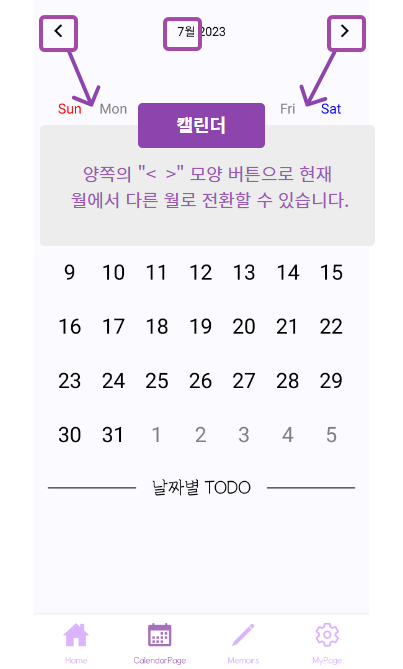 < 7월 2023 >
Sun Mon Fri Sat
캘린더
양쪽의 "< >" 모양 버튼으로 현재
월에서 다른 월로 전환할 수 있습니다.
9 10 11 12 13 14 15
16 17 18 19 20 21 22
23 24 25 26 27 28 29
30 31 1 2 3 4 5
날짜별 TODO
Home CalendarPage Memoirs MyPage